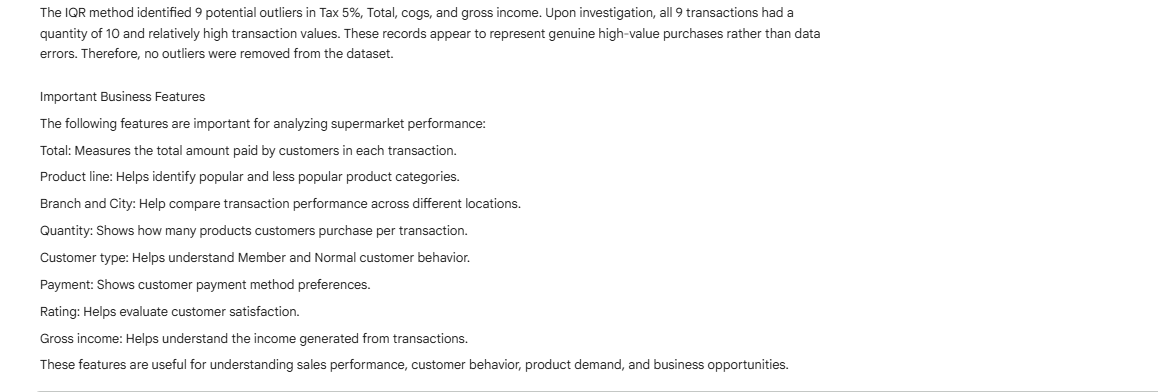 The IQR method identified 9 potential outliers in Tax 5%, Total, cogs, and gross income. Upon investigation, all 9 transactions had a
quantity of 10 and relatively high transaction values. These records appear to represent genuine high-value purchases rather than data
errors. Therefore, no outliers were removed from the dataset.
Important Business Features
The following features are important for analyzing supermarket performance:
Total: Measures the total amount paid by customers in each transaction.
Product line: Helps identify popular and less popular product categories.
Branch and City: Help compare transaction performance across different locations.
Quantity: Shows how many products customers purchase per transaction.
Customer type: Helps understand Member and Normal customer behavior.
Payment: Shows customer payment method preferences.
Rating: Helps evaluate customer satisfaction.
Gross income: Helps understand the income generated from transactions.
These features are useful for understanding sales performance, customer behavior, product demand, and business opportunities.